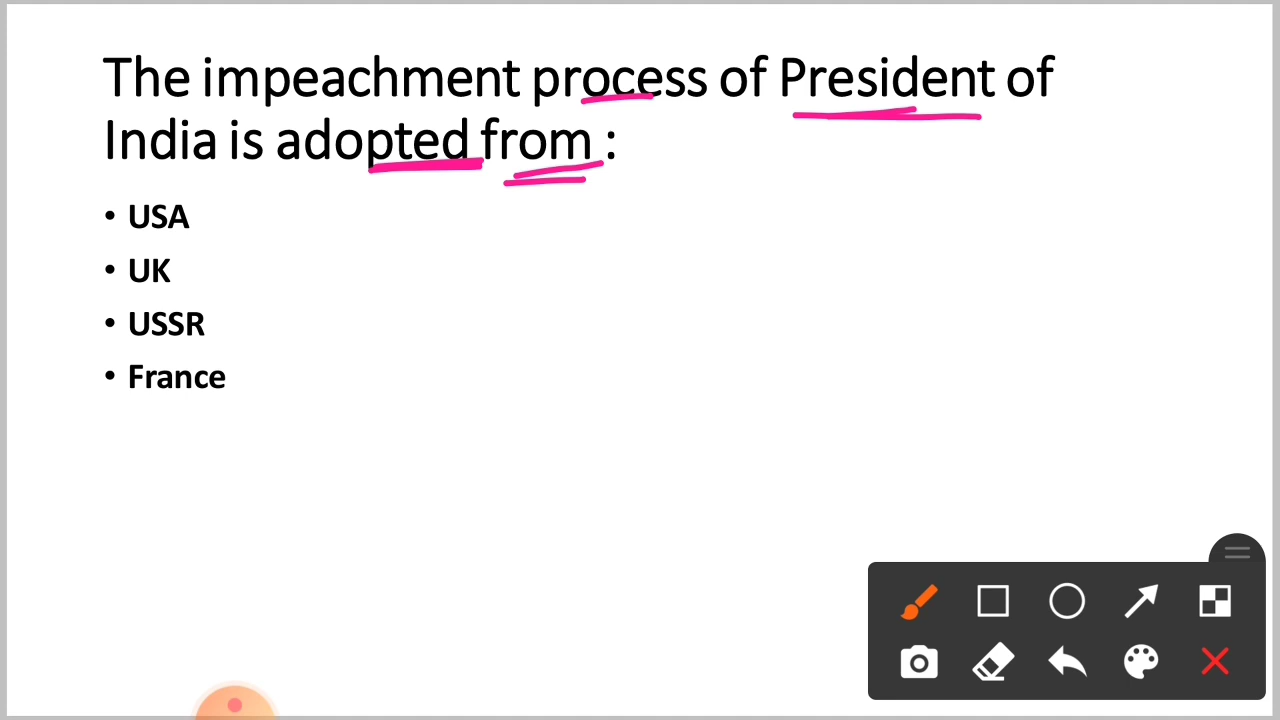 The impeachment process of President of
India is adopted from :
• USA
• UK
• USSR
• France